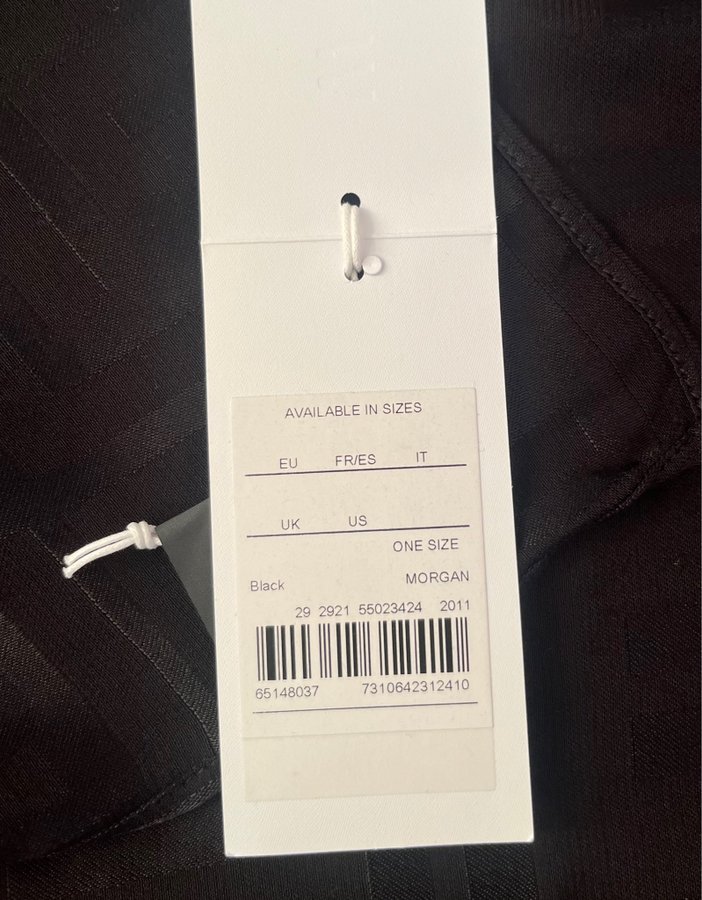 AVAILABLE IN SIZES
EU FR/ES IT
UK US
ONE SIZE
Black MORGAN
29 2921 55023424 2011
65148037 7310642312410